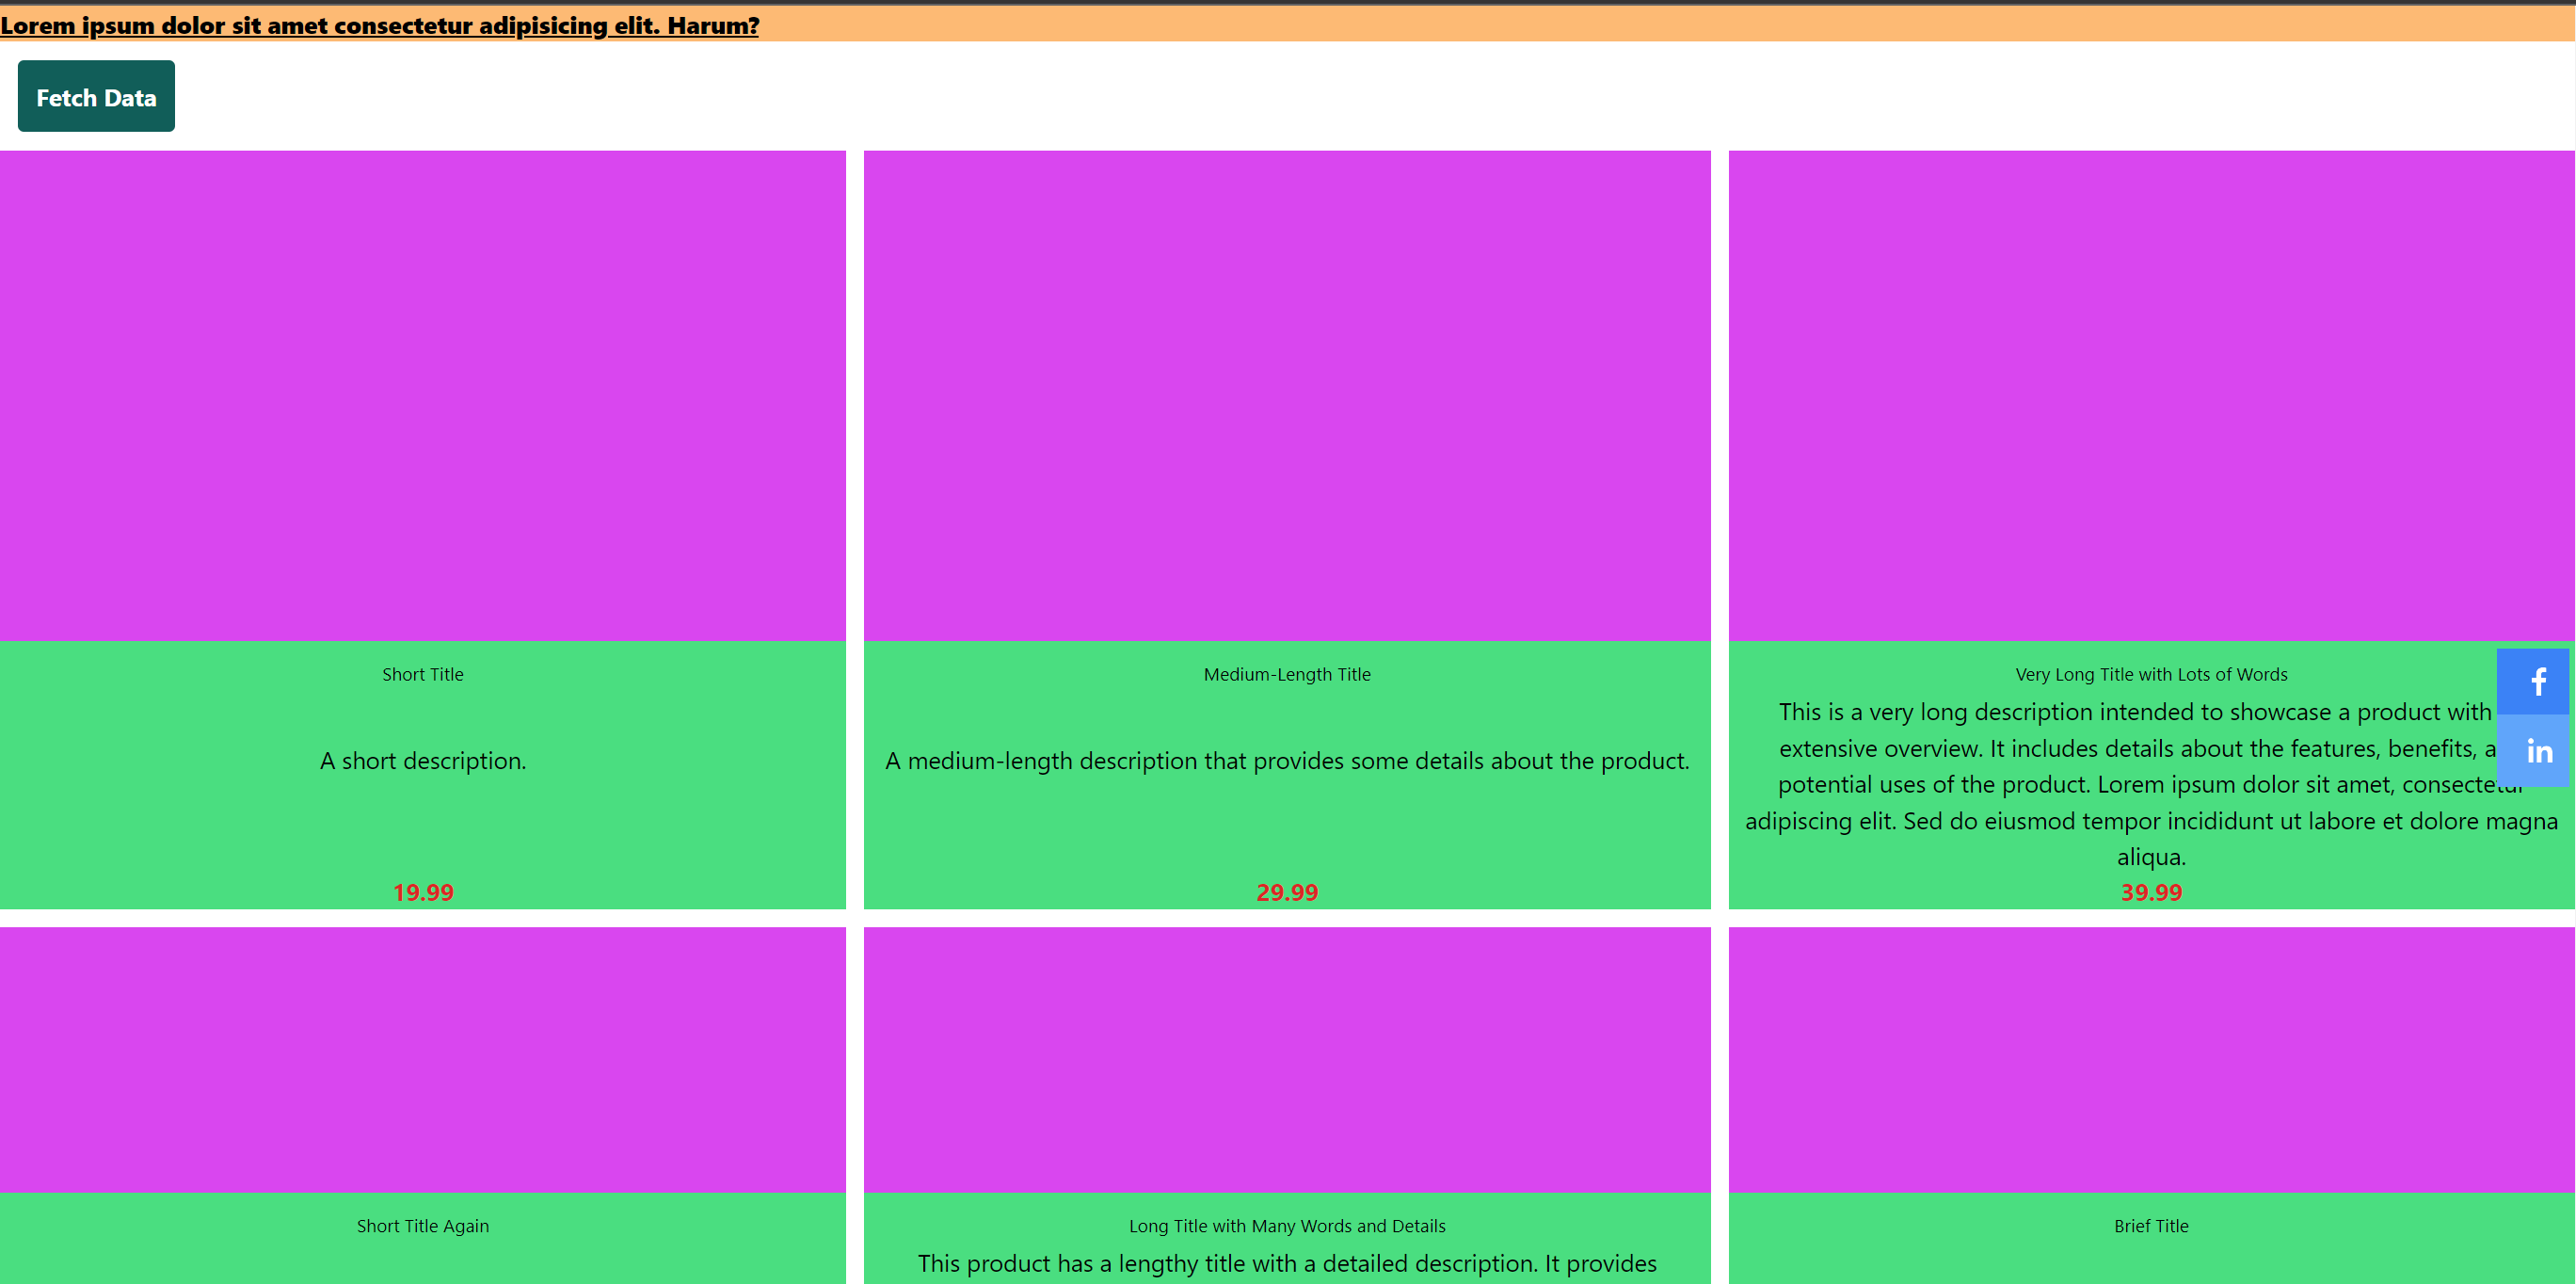 Lorem ipsum dolor sit amet consectetur adipisicing elit. Harum?
Fetch Data
Short Title
A short description.
19.99
Medium-Length Title
A medium-length description that provides some details about the product.
29.99
Very Long Title with Lots of Words
This is a very long description intended to showcase a product with
extensive overview. It includes details about the features, benefits, a
potential uses of the product. Lorem ipsum dolor sit amet, consectetur
adipiscing elit. Sed do eiusmod tempor incididunt ut labore et dolore magna
aliqua.
39.99
f
in
Short Title Again
Long Title with Many Words and Details
This product has a lengthy title with a detailed description. It provides
Brief Title